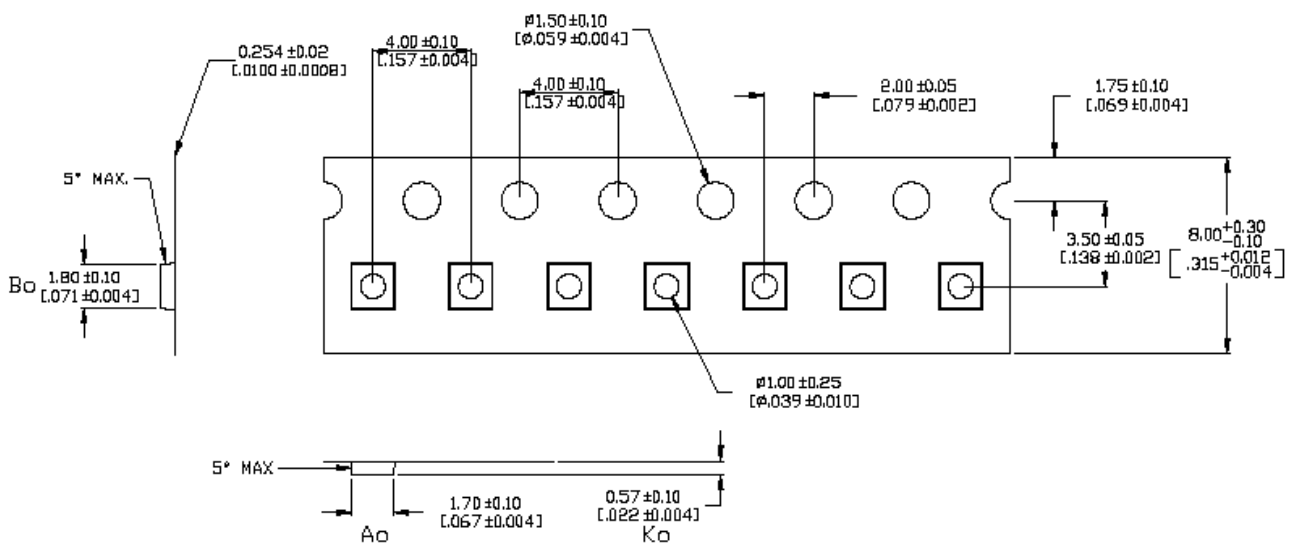 0.254 ±0.02
[.0100 ±0.0008]
4.00 ±0.10
[.157 ±0.004]
4.00 ±0.10
[.157 ±0.004]
ø1.50 ±0.10
[ø.059 ±0.004]
2.00 ±0.05
[.079 ±0.002]
1.75 ±0.10
[.069 ±0.004]
5° MAX.
Bo
1.80 ±0.10
[.071 ±0.004]
3.50 ±0.05
[.138 ±0.002]
8.00 +0.30 -0.10
[.315 +0.012 -0.004]
ø1.00 ±0.25
[ø.039 ±0.010]
5° MAX
1.70 ±0.10
[.067 ±0.004]
Ao
0.57 ±0.10
[.022 ±0.004]
Ko